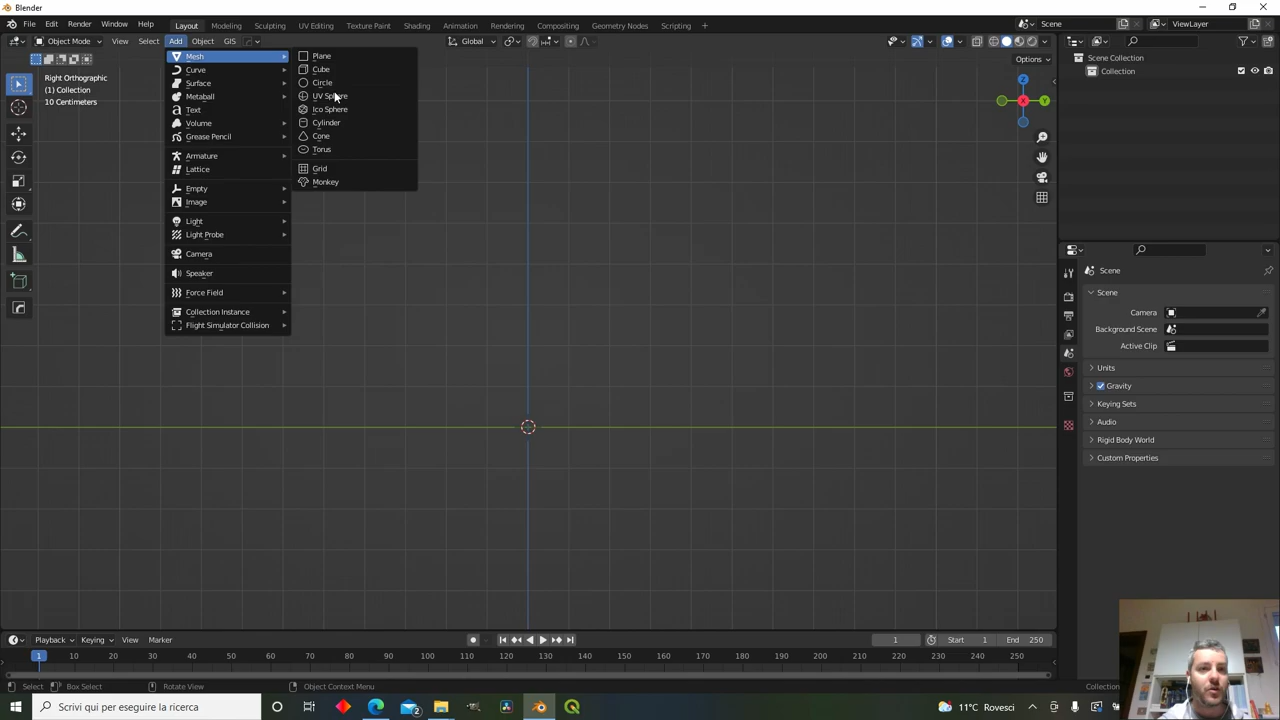 Blender
File Edit Render Window Help Layout Modeling Sculpting UV Editing Texture Paint Shading Animation Rendering Compositing Geometry Nodes Scripting + Scene ViewLayer
Object Mode View Select Add Object GIS Global
Options
Right Orthographic
(1) Collection
10 Centimeters
Mesh
Curve
Surface
Metaball
Text
Volume
Grease Pencil
Armature
Lattice
Empty
Image
Light
Light Probe
Camera
Speaker
Force Field
Collection Instance
Flight Simulator Collision
Plane
Cube
Circle
UV Sphere
Ico Sphere
Cylinder
Cone
Torus
Grid
Monkey
Z
X
Y
Scene Collection
Collection
Scene
Scene
Camera
Background Scene
Active Clip
Units
Gravity
Keying Sets
Audio
Rigid Body World
Custom Properties
Playback Keying View Marker 1 Start 1 End 250
1 10 20 30 40 50 60 70 80 90 100 110 120 130 140 150 160 170 180 190 200 210 220 230 240 250
Select Box Select Rotate View Object Context Menu Collection
Scrivi qui per eseguire la ricerca 2 11°C Rovesci